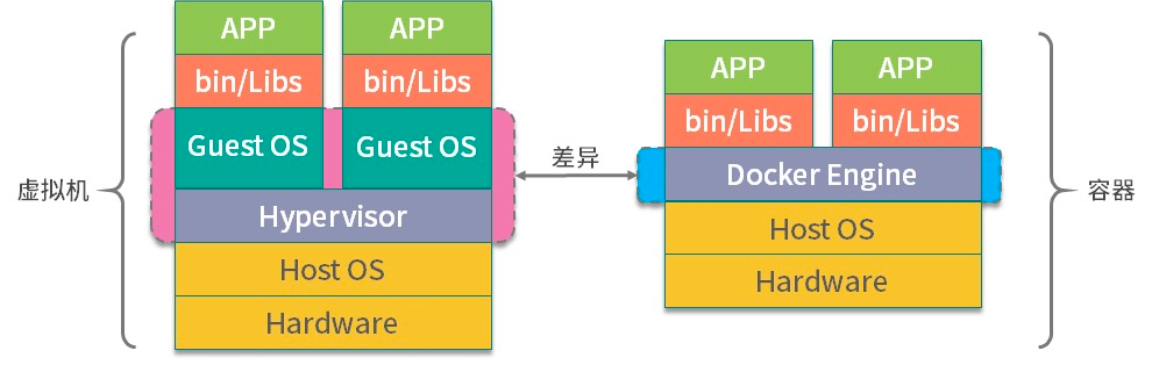 虚拟机
APP
APP
bin/Libs
bin/Libs
Guest OS
Guest OS
Hypervisor
Host OS
Hardware
差异
APP
APP
bin/Libs
bin/Libs
Docker Engine
Host OS
Hardware
容器